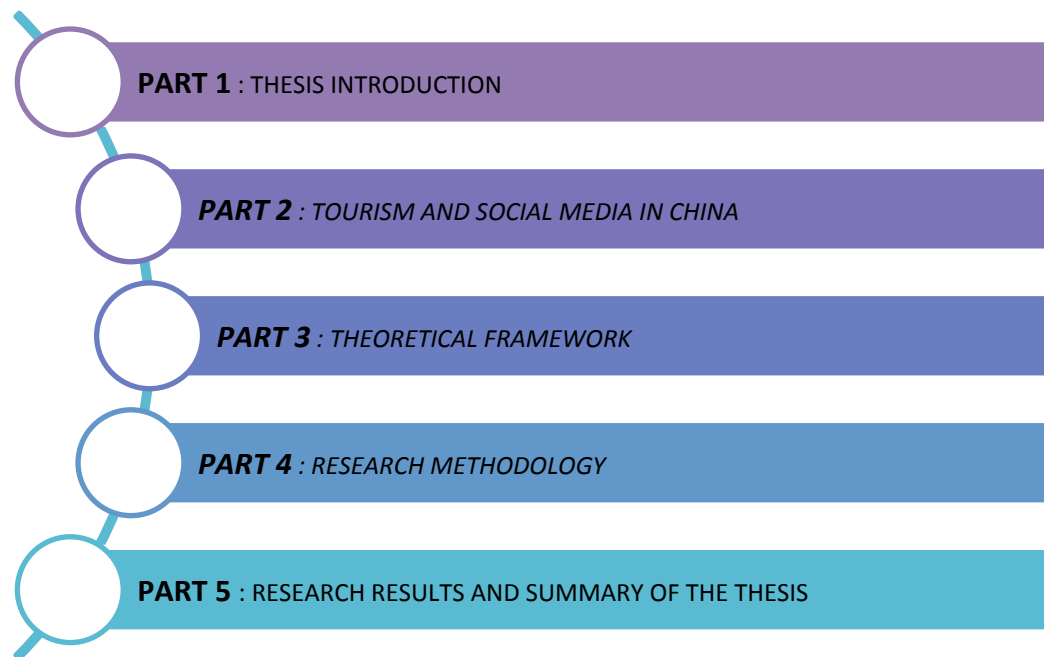 PART 1 : THESIS INTRODUCTION
PART 2 : TOURISM AND SOCIAL MEDIA IN CHINA
PART 3 : THEORETICAL FRAMEWORK
PART 4 : RESEARCH METHODOLOGY
PART 5 : RESEARCH RESULTS AND SUMMARY OF THE THESIS